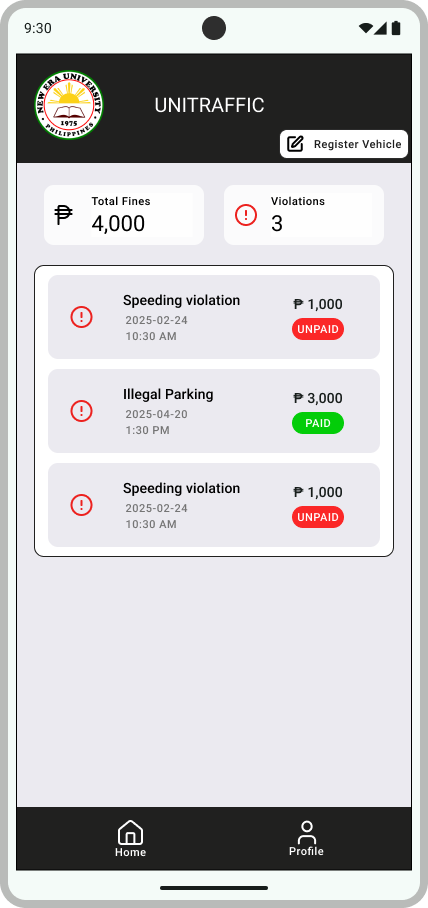 9:30
NEW ERA UNIVERSITY
1975
PHILIPPINES
UNITRAFFIC
Register Vehicle
Total Fines
₱ 4,000
Violations
3
Speeding violation
₱ 1,000
2025-02-24
UNPAID
10:30 AM
Illegal Parking
₱ 3,000
2025-04-20
PAID
1:30 PM
Speeding violation
₱ 1,000
2025-02-24
UNPAID
10:30 AM
Home
Profile